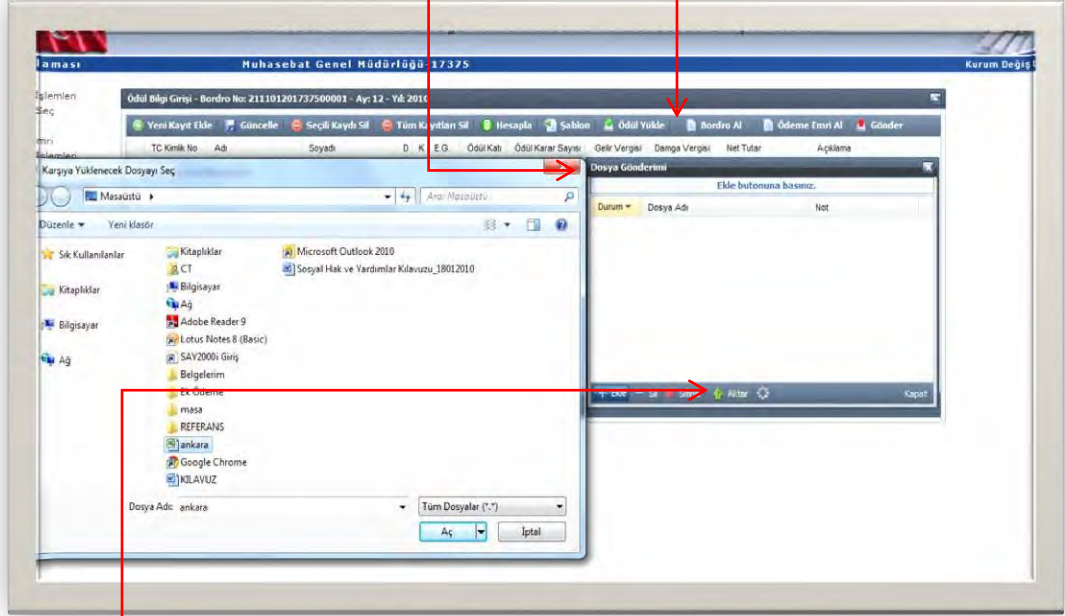 laması
Muhasebat Genel Müdürlüğü-17375
Kurum Değiş
İşlemleri
Seç
Ödül Bilgi Girişi - Bordro No: 211101201737500001 - Ay: 12 - Yıl: 2010
Yeni Kayıt Ekle Güncelle Seçili Kaydı Sil Tüm Kayıtları Sil Hesapla Şablon Ödül Yükle Bordro Al Ödeme Emri Al Gönder
mri
İşlemleri
TC Kimlik No Adı Soyadı D K E.G. Ödül Katı Ödül Karar Sayısı Gelir Vergisi Damga Vergisi Net Tutar Açıklama
Karşıya Yüklenecek Dosyayı Seç
Masaüstü
Ara: Masaüstü
Düzenle Yeni klasör
Sık Kullanılanlar
Kitaplıklar
Bilgisayar
Ağ
Kitaplıklar
CT
Bilgisayar
Ağ
Adobe Reader 9
Lotus Notes 8 (Basic)
SAY2000i Giriş
Belgelerim
Ek Ödeme
masa
REFERANS
ankara
Google Chrome
KILAVUZ
Microsoft Outlook 2010
Sosyal Hak ve Yardımlar Kılavuzu_18012010
Dosya Adı: ankara
Tüm Dosyalar (*.*)
Aç İptal
Dosya Gönderimi
Ekle butonuna basınız.
Durum Dosya Adı Not
Ekle Sil Aktar Kapat